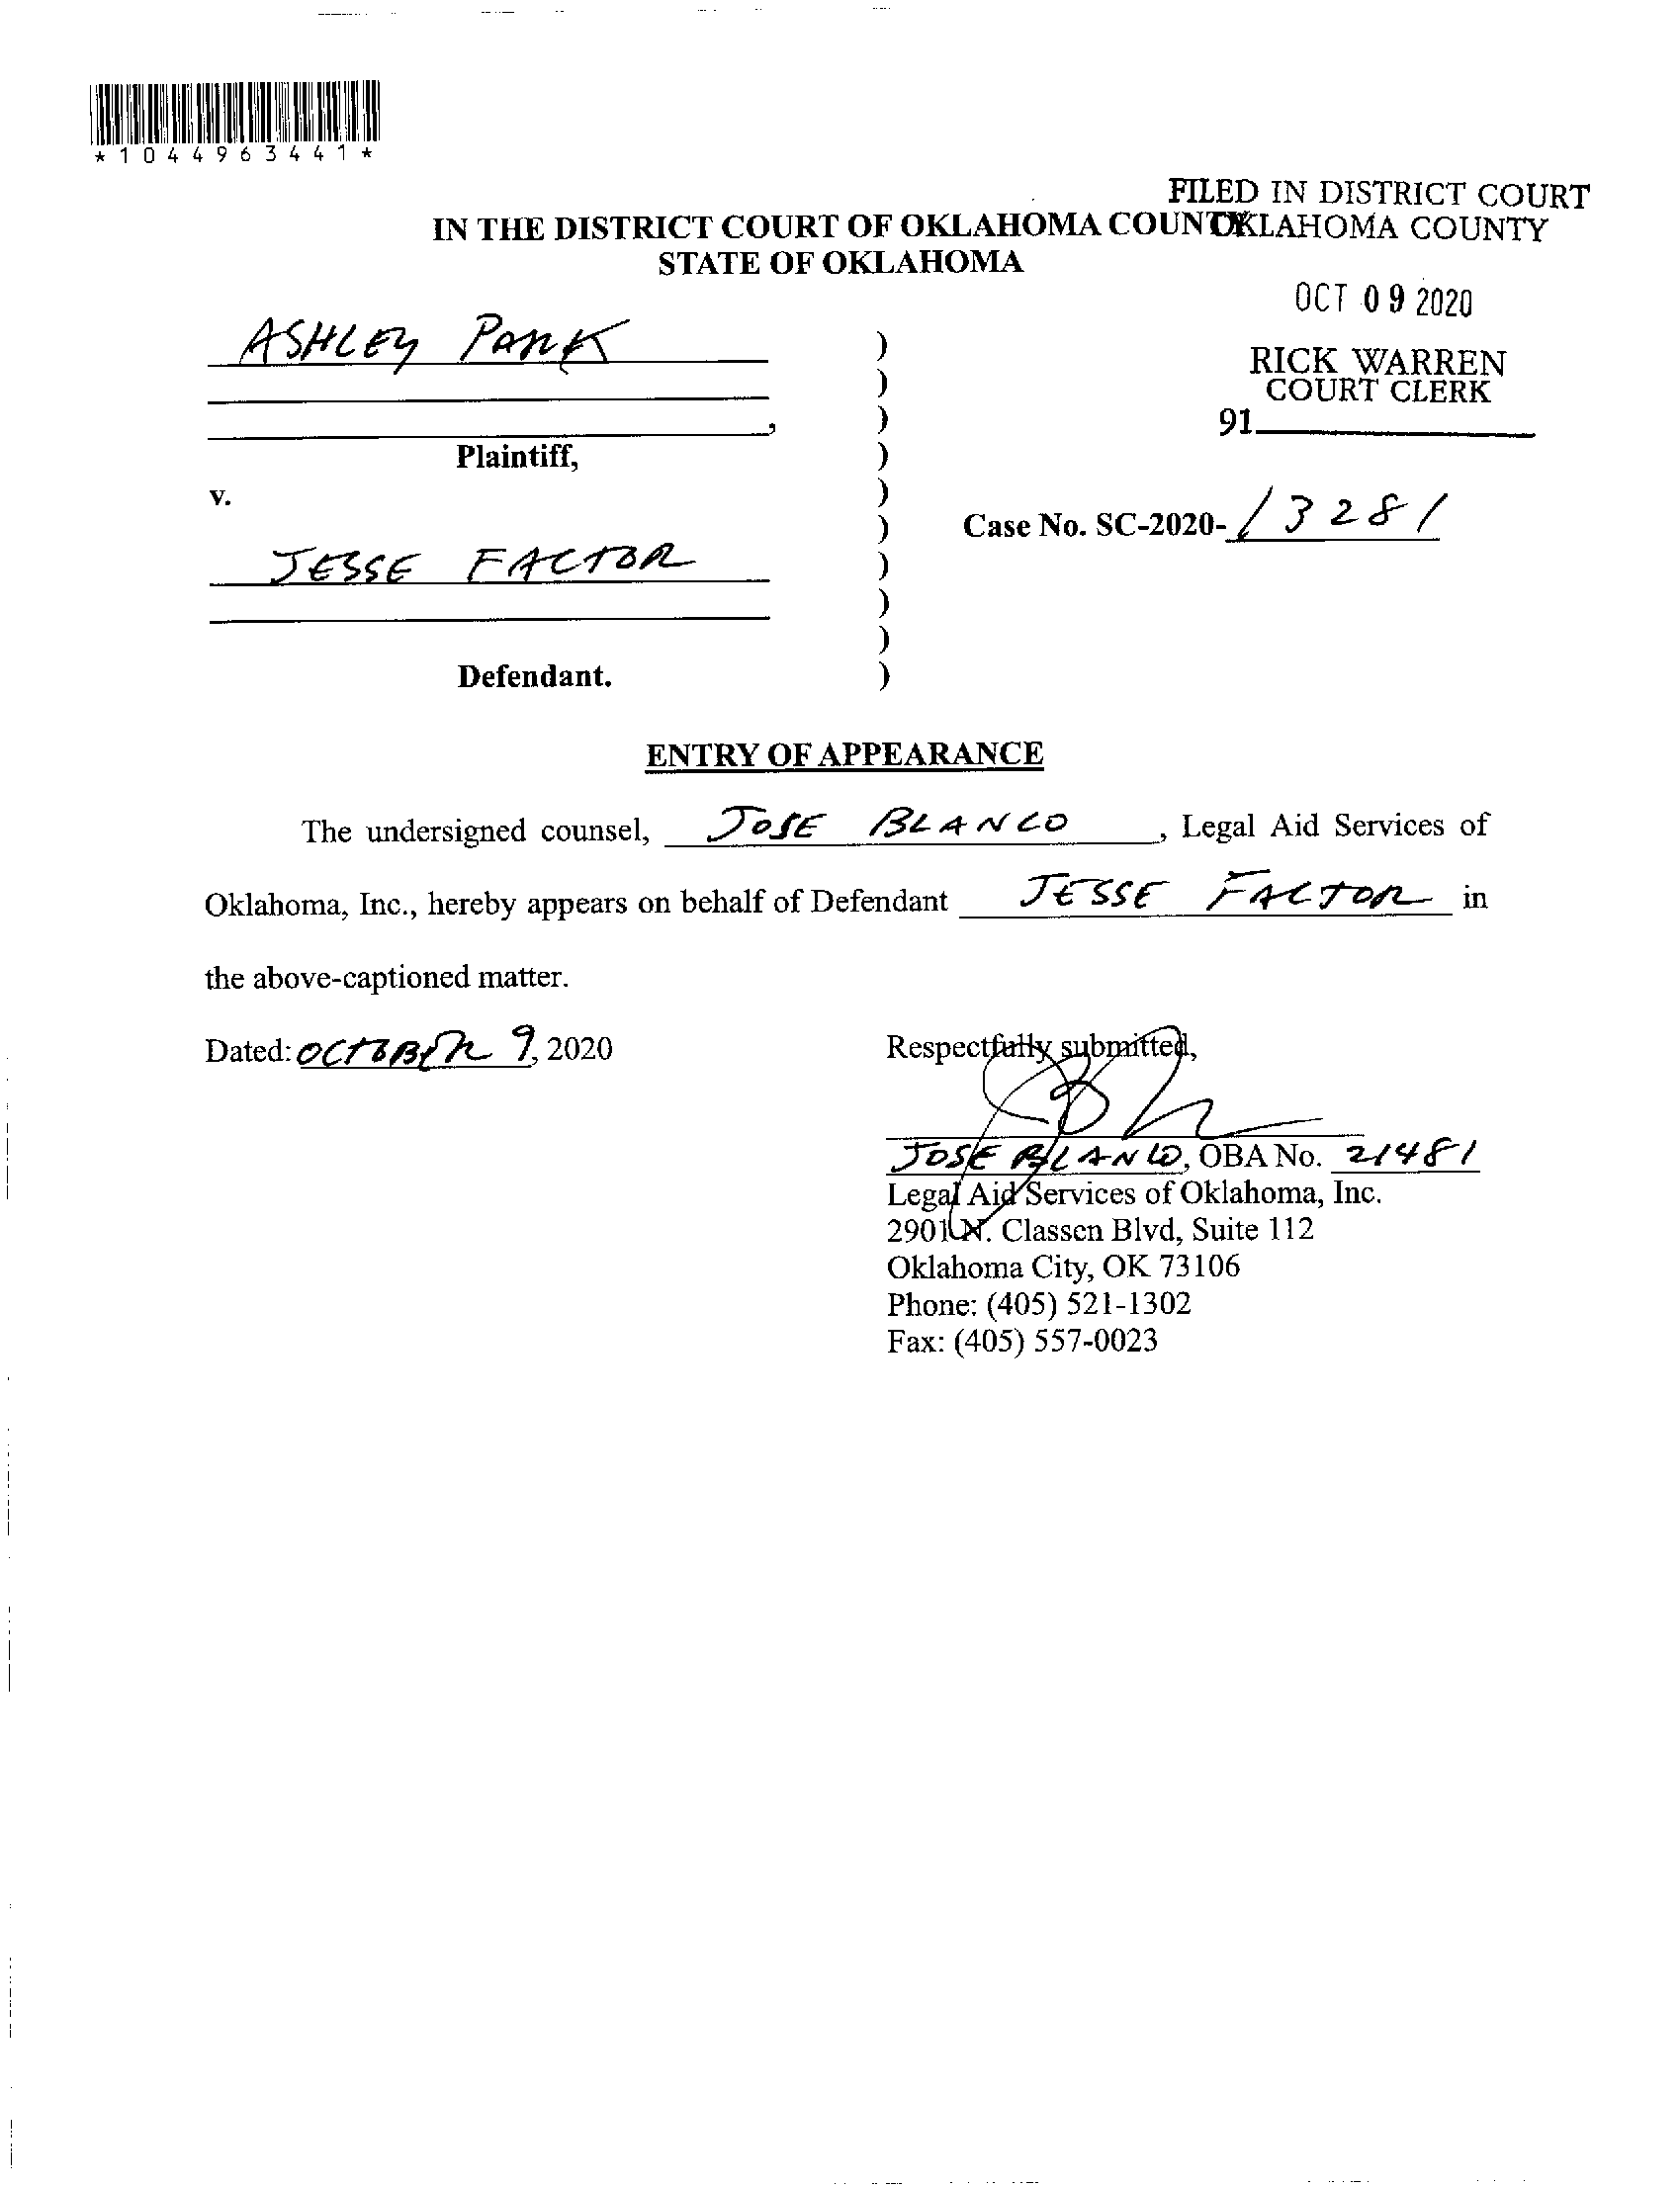 *1044963441*
FILED IN DISTRICT COURT
OKLAHOMA COUNTY
IN THE DISTRICT COURT OF OKLAHOMA COUNTY
STATE OF OKLAHOMA
OCT 09 2020
RICK WARREN
COURT CLERK
91
ASHLEY PARK
,
Plaintiff,
v.
Case No. SC-2020-13281
JESSE FACTOR
Defendant.
)
)
)
)
)
)
)
)
)
)
ENTRY OF APPEARANCE
The undersigned counsel, JOSE BLANCO, Legal Aid Services of
Oklahoma, Inc., hereby appears on behalf of Defendant JESSE FACTOR in
the above-captioned matter.
Dated: OCTOBER 9, 2020
Respectfully submitted,
JOSE BLANCO, OBA No. 21481
Legal Aid Services of Oklahoma, Inc.
2901 N. Classen Blvd, Suite 112
Oklahoma City, OK 73106
Phone: (405) 521-1302
Fax: (405) 557-0023